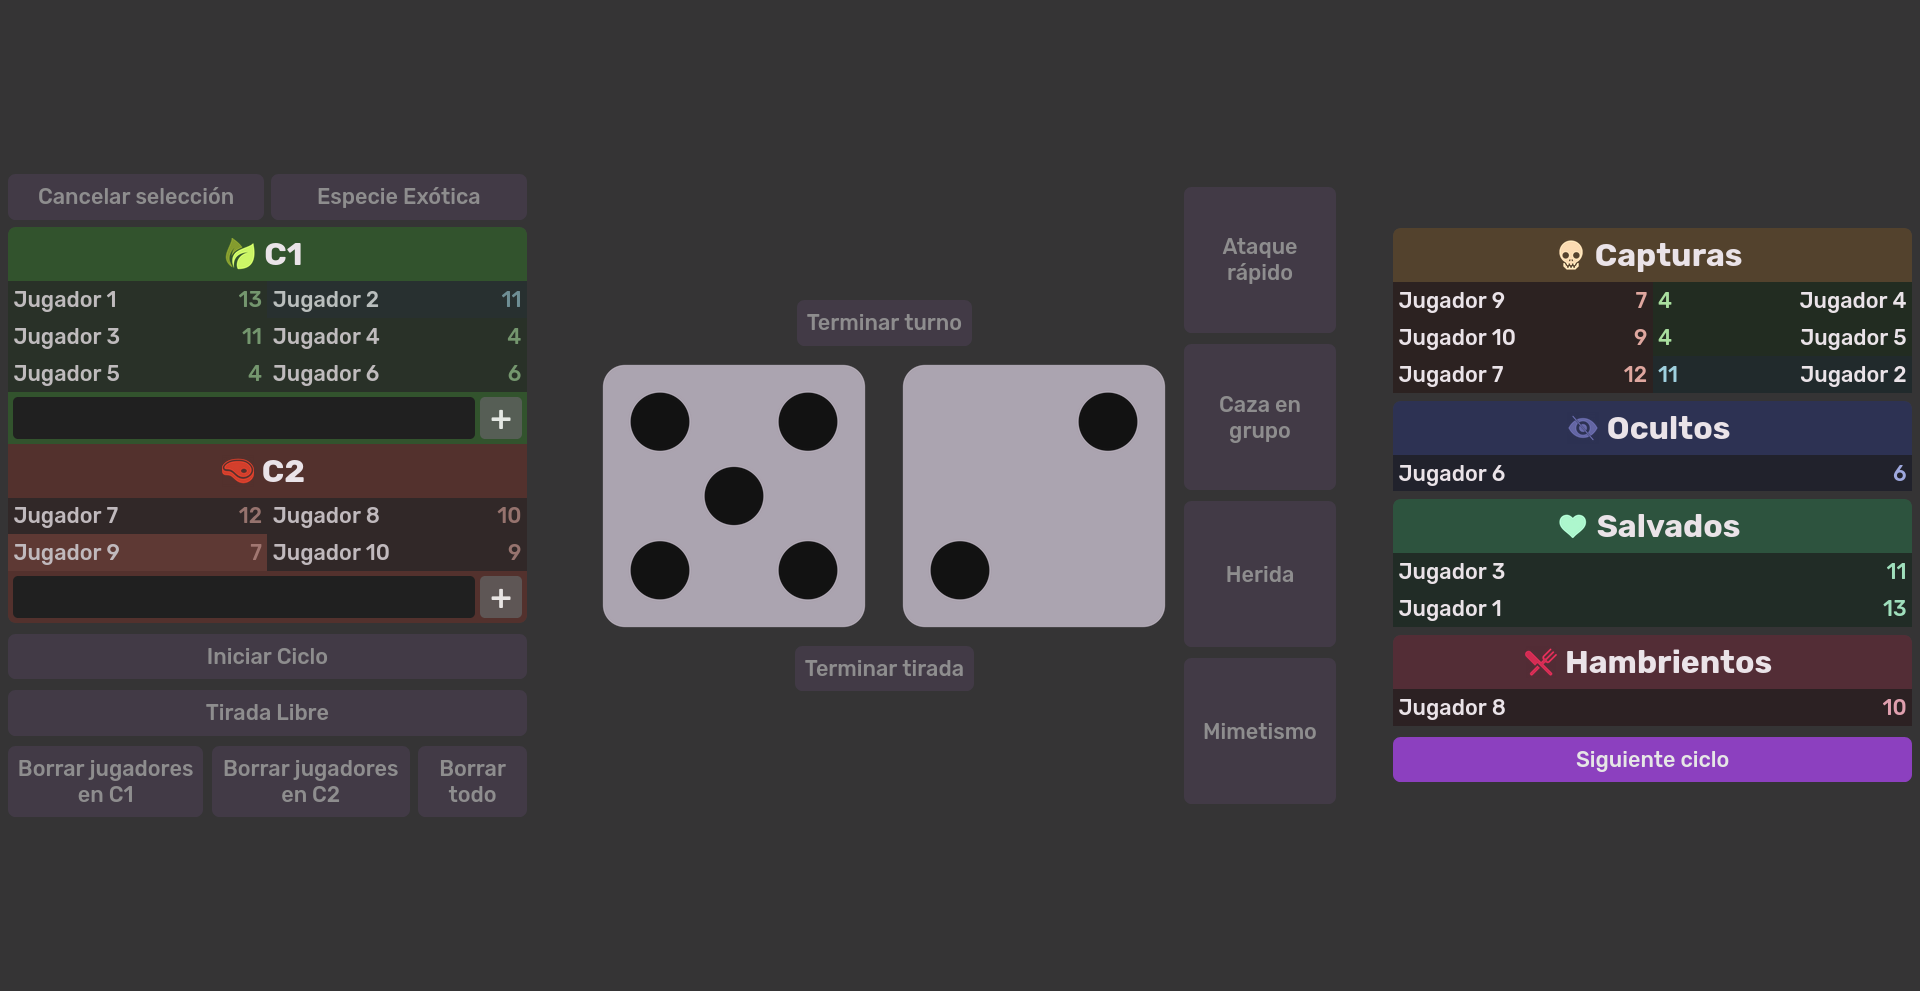 Cancelar selección
Especie Exótica
C1
Jugador 1 13 Jugador 2 11
Jugador 3 11 Jugador 4 4
Jugador 5 4 Jugador 6 6
+
C2
Jugador 7 12 Jugador 8 10
Jugador 9 7 Jugador 10 9
+
Iniciar Ciclo
Tirada Libre
Borrar jugadores
en C1
Borrar jugadores
en C2
Borrar
todo
Terminar turno
Terminar tirada
Ataque
rápido
Caza en
grupo
Herida
Mimetismo
Capturas
Jugador 9 7 4 Jugador 4
Jugador 10 9 4 Jugador 5
Jugador 7 12 11 Jugador 2
Ocultos
Jugador 6 6
Salvados
Jugador 3 11
Jugador 1 13
Hambrientos
Jugador 8 10
Siguiente ciclo